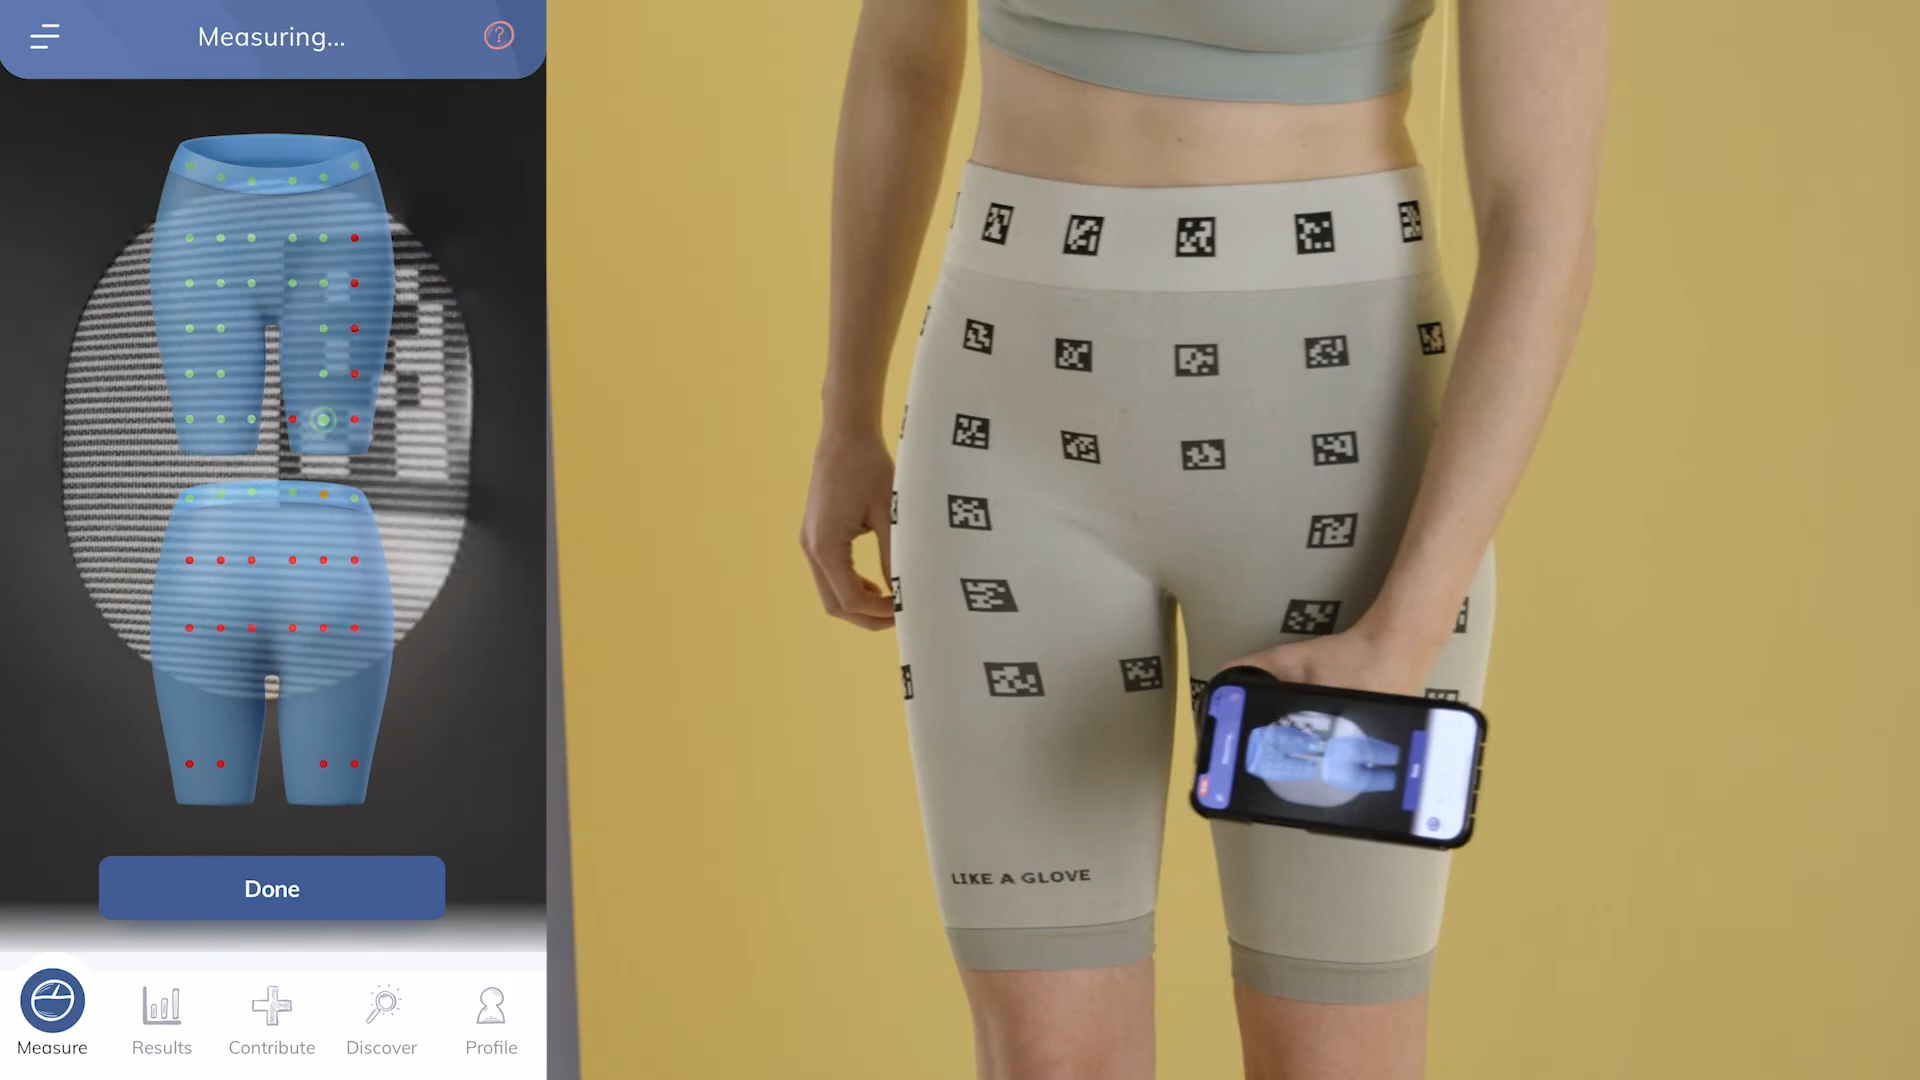 Measuring...
?
Done
Measure
Results
Contribute
Discover
Profile
LIKE A GLOVE